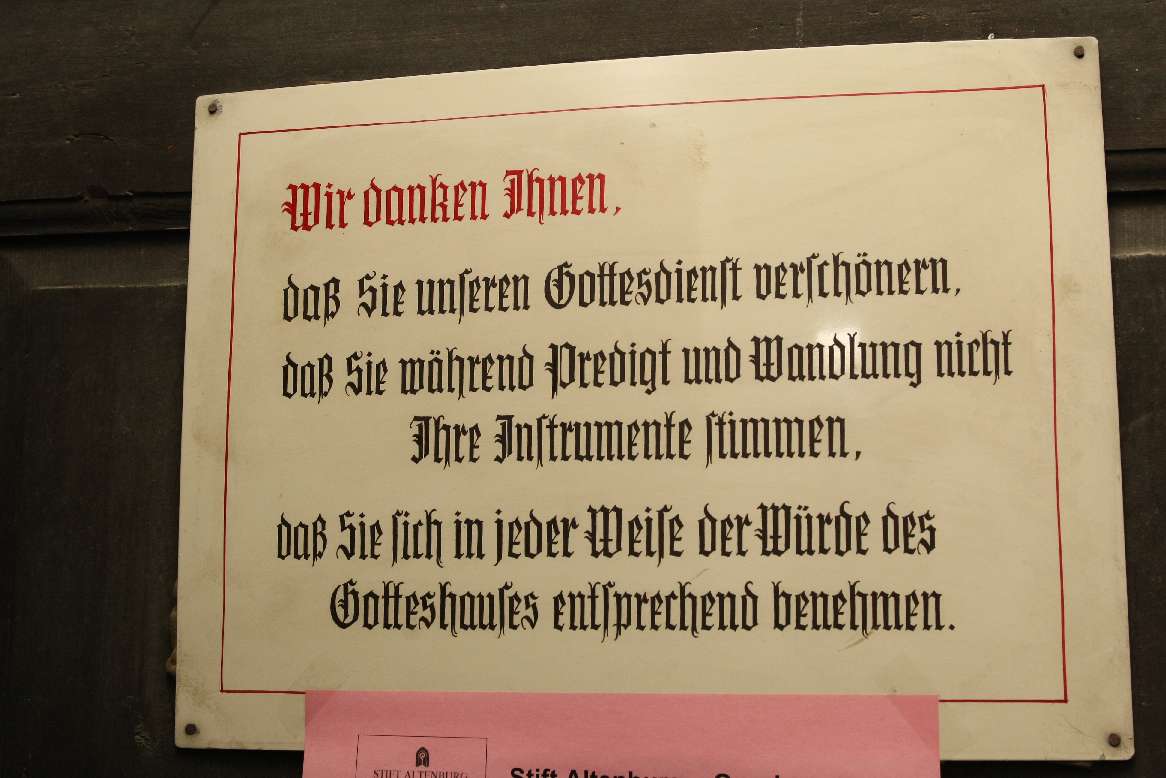 Wir danken Ihnen,
daß Sie unseren Gottesdienst verschönern,
daß Sie während Predigt und Wandlung nicht
Ihre Instrumente stimmen,
daß Sie sich in jeder Weise der Würde des
Gotteshauses entsprechend benehmen.
STIFT ALTENBURG
Stift Altenburg